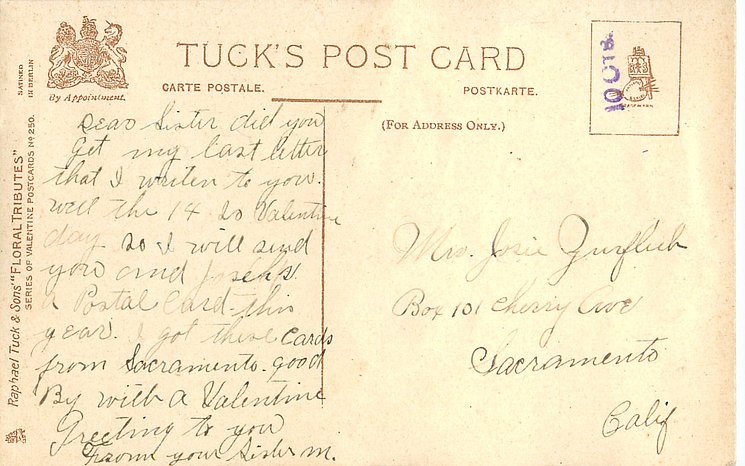 TUCK'S POST CARD
CARTE POSTALE.
POSTKARTE.
By Appointment.
(FOR ADDRESS ONLY.)
SATINED
IN BERLIN
Raphael Tuck & Sons' "FLORAL TRIBUTES"
SERIES OF VALENTINE POSTCARDS No 250.
Dear Sister did you
get my last letter
that I writen to you.
well the 14 is Valentine
day so I will send
you and
a Postal Card this
year. I got these Cards
from Sacramento. good
By with a Valentine
Greeting to you
From your Sister M.
Mrs. Josie
Box 101 Cherry Ave
Sacramento
Calif